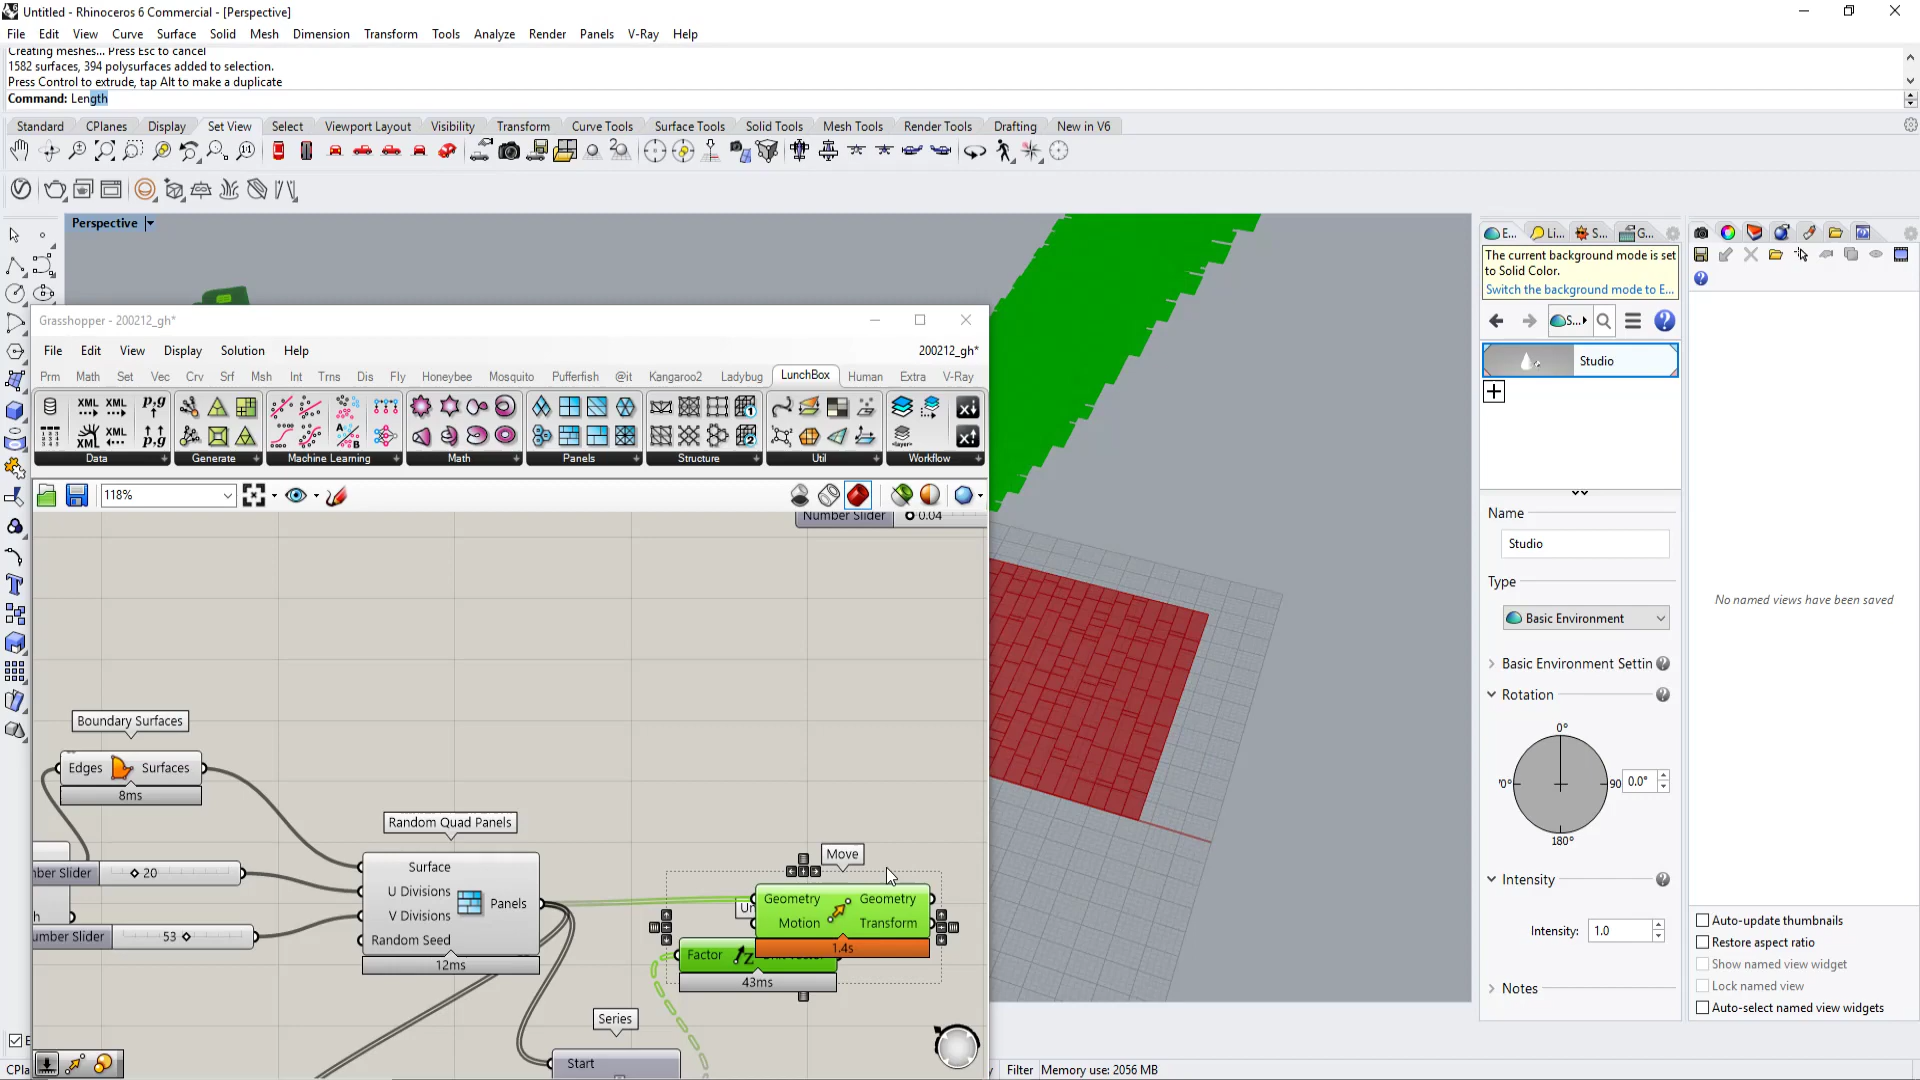 Untitled - Rhinoceros 6 Commercial - [Perspective]
File Edit View Curve Surface Solid Mesh Dimension Transform Tools Analyze Render Panels V-Ray Help
Creating meshes... Press Esc to cancel
1582 surfaces, 394 polysurfaces added to selection.
Press Control to extrude, tap Alt to make a duplicate
Command: Length
Standard CPlanes Display Set View Select Viewport Layout Visibility Transform Curve Tools Surface Tools Solid Tools Mesh Tools Render Tools Drafting New in V6
Perspective
E... Li... S... G...
The current background mode is set to Solid Color.
Switch the background mode to E...
S...
Studio
Name
Studio
Type
Basic Environment
Basic Environment Settin
Rotation
0°
90
0.0°
180°
Intensity
Intensity: 1.0
Notes
No named views have been saved
Auto-update thumbnails
Restore aspect ratio
Show named view widget
Lock named view
Auto-select named view widgets
Grasshopper - 200212_gh*
File Edit View Display Solution Help 200212_gh*
Prm Math Set Vec Crv Srf Msh Int Trns Dis Fly Honeybee Mosquito Pufferfish @it Kangaroo2 Ladybug LunchBox Human Extra V-Ray
Data Generate Machine Learning Math Panels Structure Util Workflow
118%
Number Slider 0.04
Boundary Surfaces
Edges Surfaces
8ms
Random Quad Panels
Surface
U Divisions
V Divisions
Random Seed
Panels
12ms
ber Slider 20
umber Slider 53
Move
Geometry Geometry
Motion Transform
1.4s
Factor
43ms
Series
Start
CPla
Filter Memory use: 2056 MB